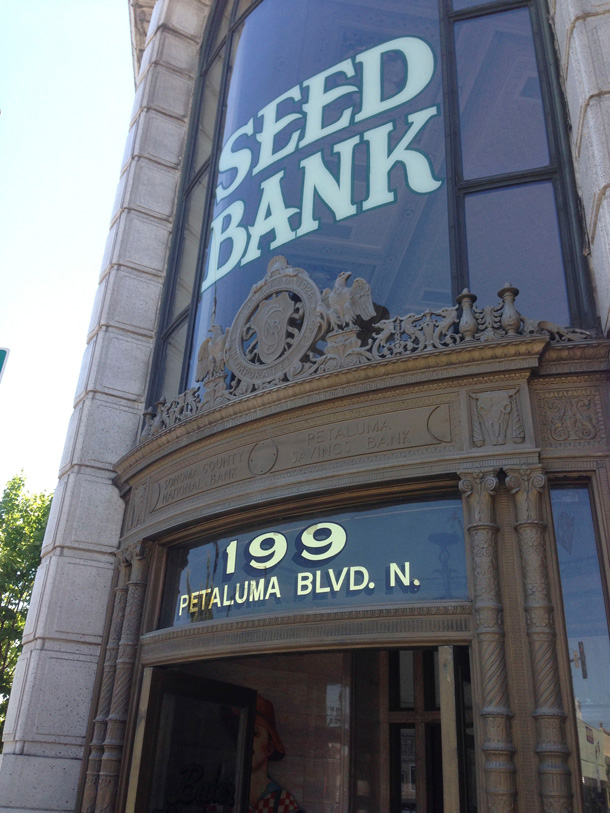 SEED
BANK
SONOMA COUNTY
NATIONAL BANK
PETALUMA
SAVINGS BANK
199
PETALUMA BLVD. N.